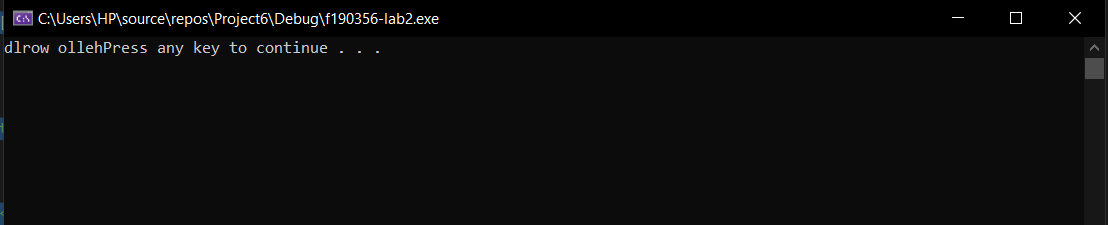 C:\Users\HP\source\repos\Project6\Debug\f190356-lab2.exe
dlrow ollehPress any key to continue . . .